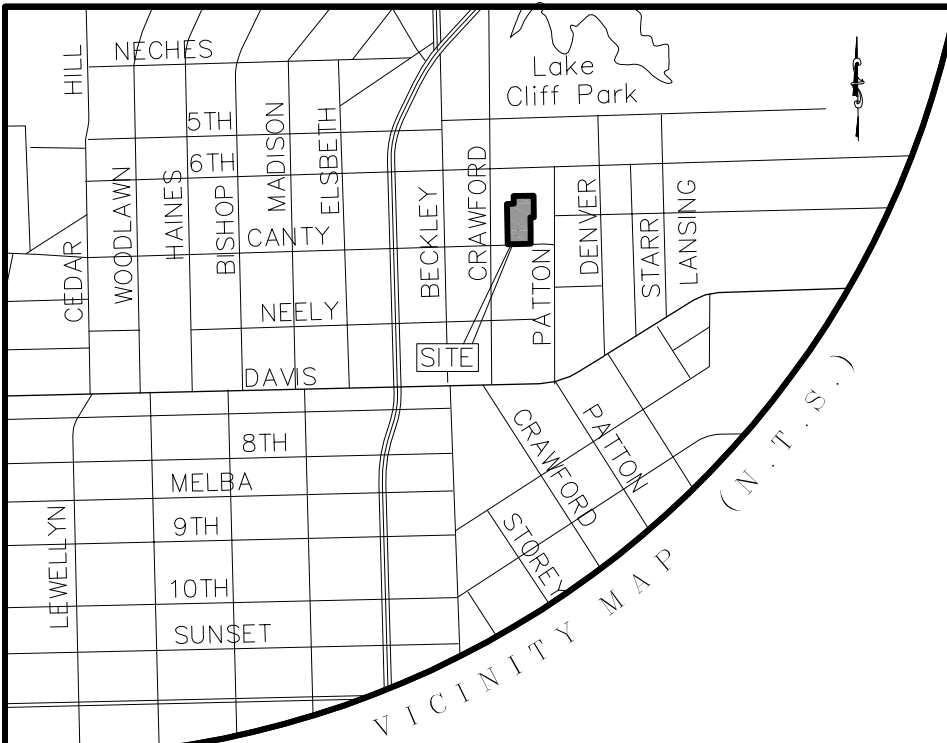 HILL
NECHES
Lake
Cliff Park
5TH
6TH
MADISON
ELSBETH
CEDAR
WOODLAWN
HAINES
BISHOP
CANTY
BECKLEY
CRAWFORD
PATTON
DENVER
STARR
LANSING
NEELY
SITE
DAVIS
8TH
MELBA
9TH
10TH
SUNSET
LEWELLYN
CRAWFORD
PATTON
STOREY
VICINITY MAP (N.T.S.)